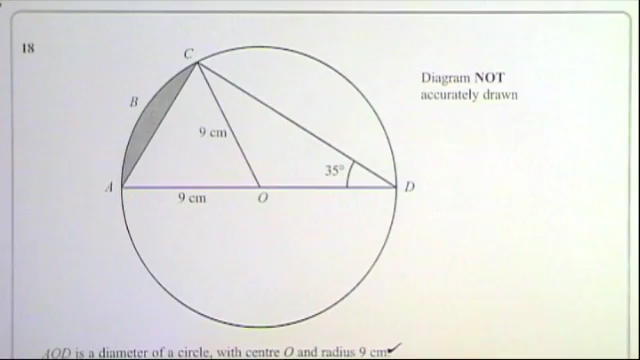 18
C
Diagram NOT
accurately drawn
B
9 cm
35°
A
D
9 cm
O
AOD is a diameter of a circle, with centre O and radius 9 cm